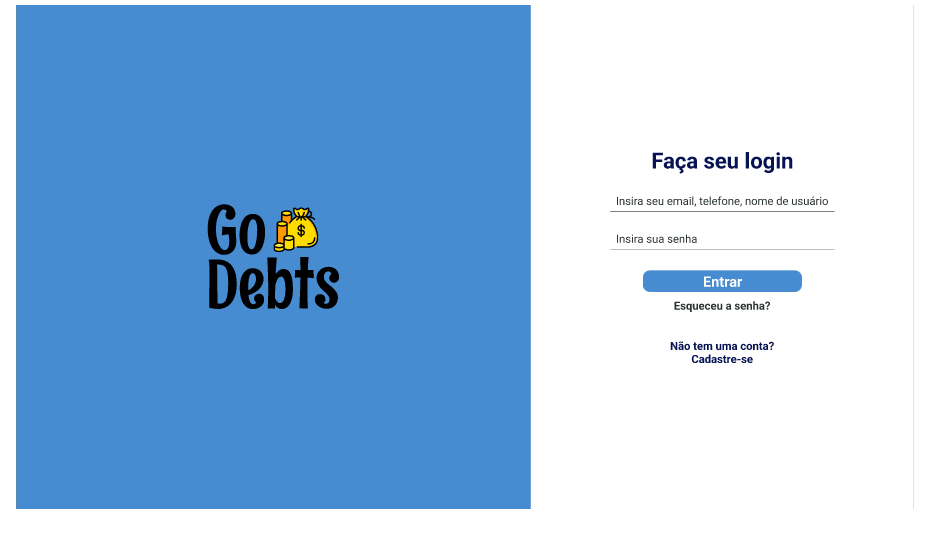 Go
Debts
Faça seu login
Insira seu email, telefone, nome de usuário
Insira sua senha
Entrar
Esqueceu a senha?
Não tem uma conta?
Cadastre-se